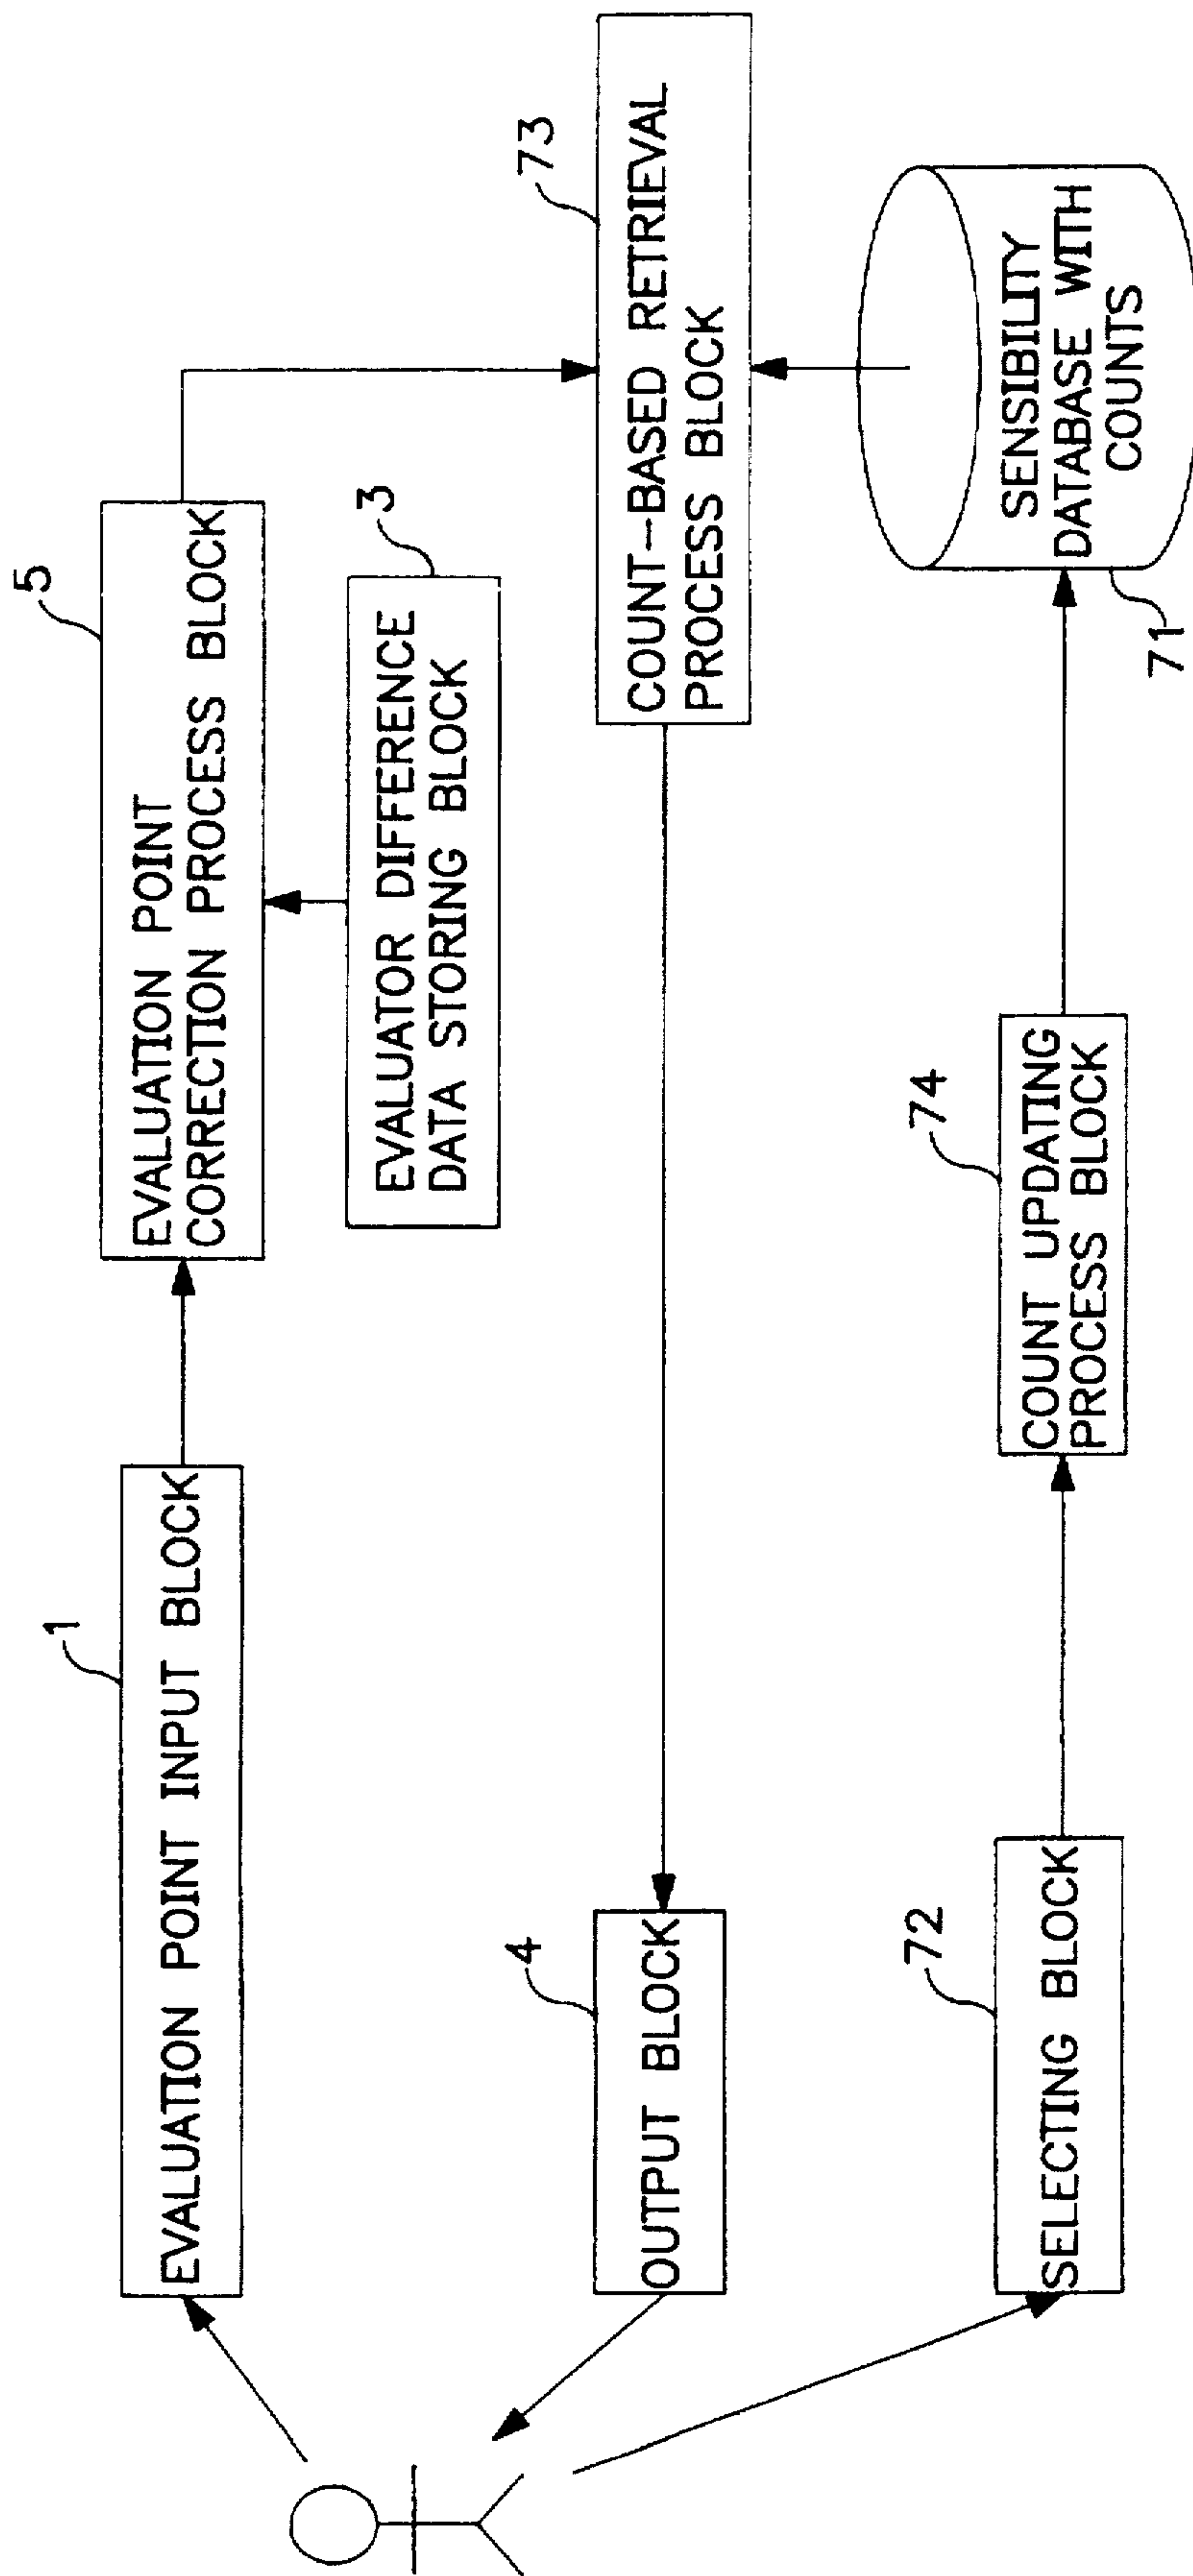 1
EVALUATION POINT INPUT BLOCK
5
EVALUATION POINT
CORRECTION PROCESS BLOCK
3
EVALUATOR DIFFERENCE
DATA STORING BLOCK
4
OUTPUT BLOCK
73
COUNT-BASED RETRIEVAL
PROCESS BLOCK
72
SELECTING BLOCK
74
COUNT UPDATING
PROCESS BLOCK
71
SENSIBILITY
DATABASE WITH
COUNTS